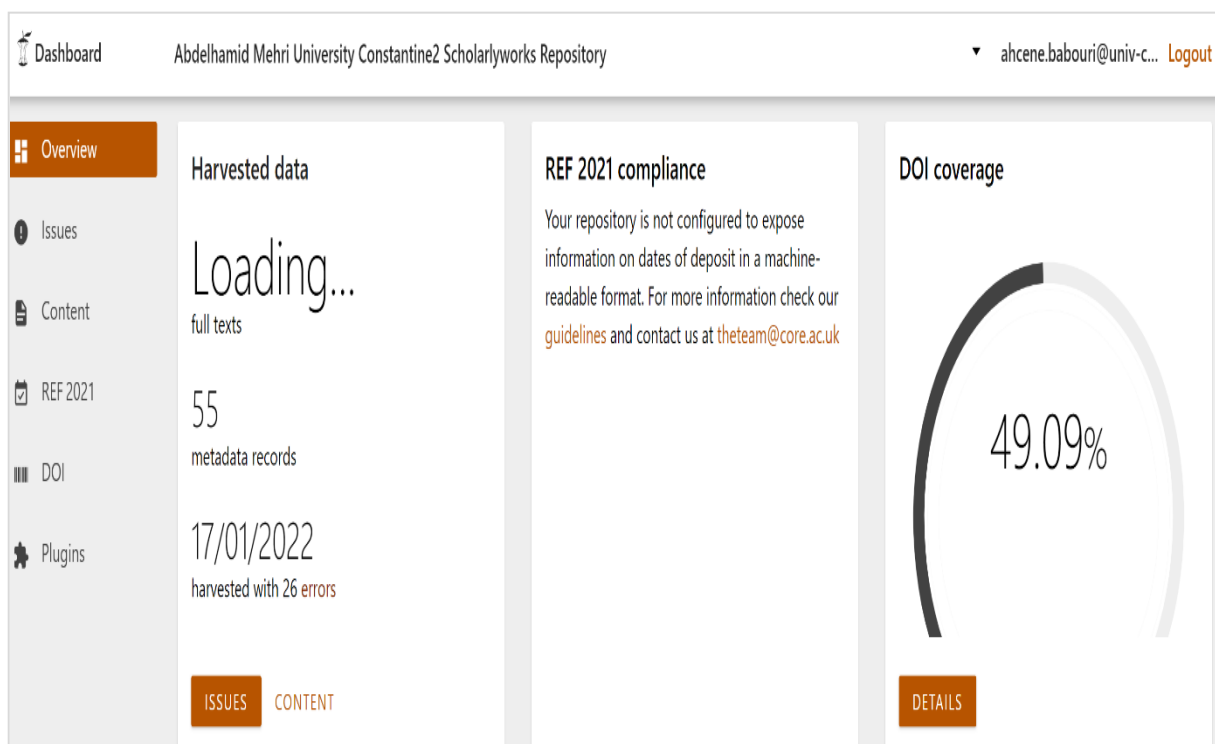 Dashboard
Abdelhamid Mehri University Constantine2 Scholarlyworks Repository
ahcene.babouri@univ-c... Logout
Overview
Issues
Content
REF 2021
DOI
Plugins
Harvested data
Loading...
full texts
55
metadata records
17/01/2022
harvested with 26 errors
ISSUES CONTENT
REF 2021 compliance
Your repository is not configured to expose
information on dates of deposit in a machine-
readable format. For more information check our
guidelines and contact us at theteam@core.ac.uk
DOI coverage
49.09%
DETAILS